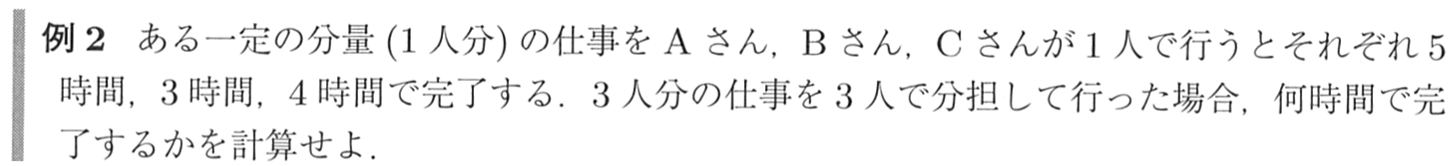 例2 ある一定の分量 (1 人分) の仕事を A さん，B さん，C さんが 1 人で行うとそれぞれ 5
時間，3 時間，4 時間で完了する．3 人分の仕事を 3 人で分担して行った場合，何時間で完
了するかを計算せよ．